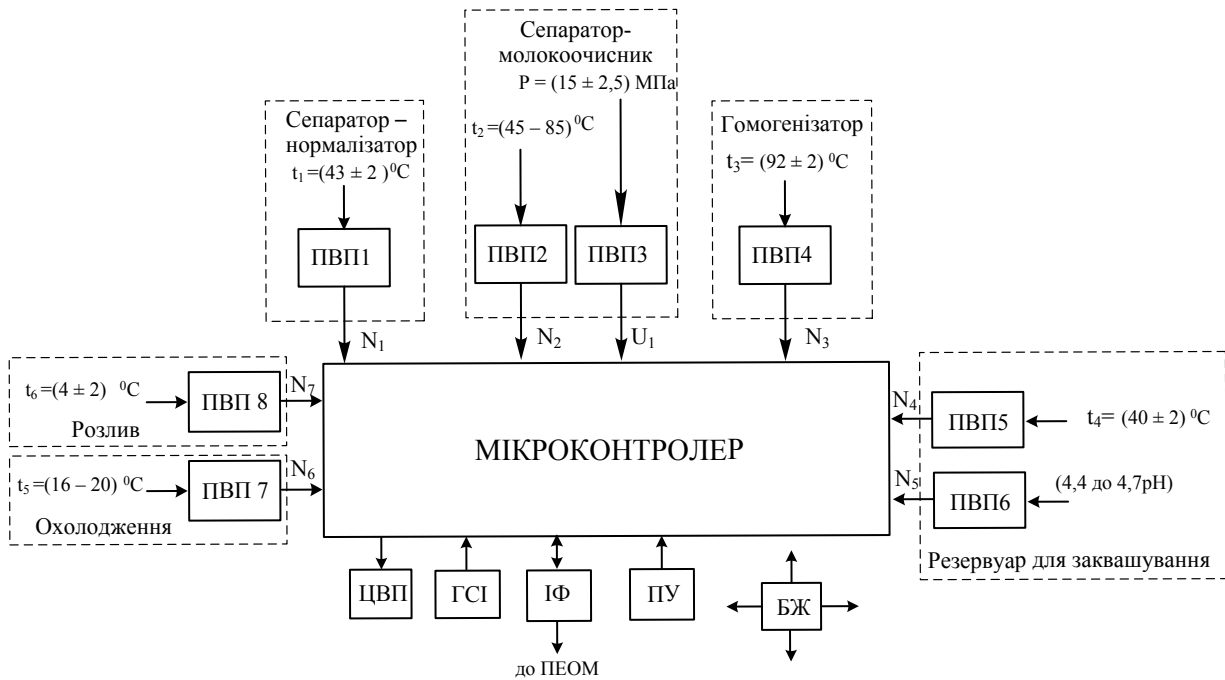 Сепаратор-
молокоочисник
P = (15 ± 2,5) МПа
t₂ =(45 – 85) ⁰C
Сепаратор –
нормалізатор
t₁ =(43 ± 2 ) ⁰C
Гомогенізатор
t₃= (92 ± 2) ⁰C
ПВП1
ПВП2
ПВП3
ПВП4
N₁
N₂
U₁
N₃
t₆ =(4 ± 2) ⁰C
ПВП 8
N₇
Розлив
t₅ =(16 – 20) ⁰C
ПВП 7
N₆
Охолодження
МІКРОКОНТРОЛЕР
N₄
ПВП5
t₄= (40 ± 2) ⁰C
N₅
ПВП6
(4,4 до 4,7pH)
Резервуар для заквашування
ЦВП
ГСІ
ІФ
ПУ
БЖ
до ПЕОМ